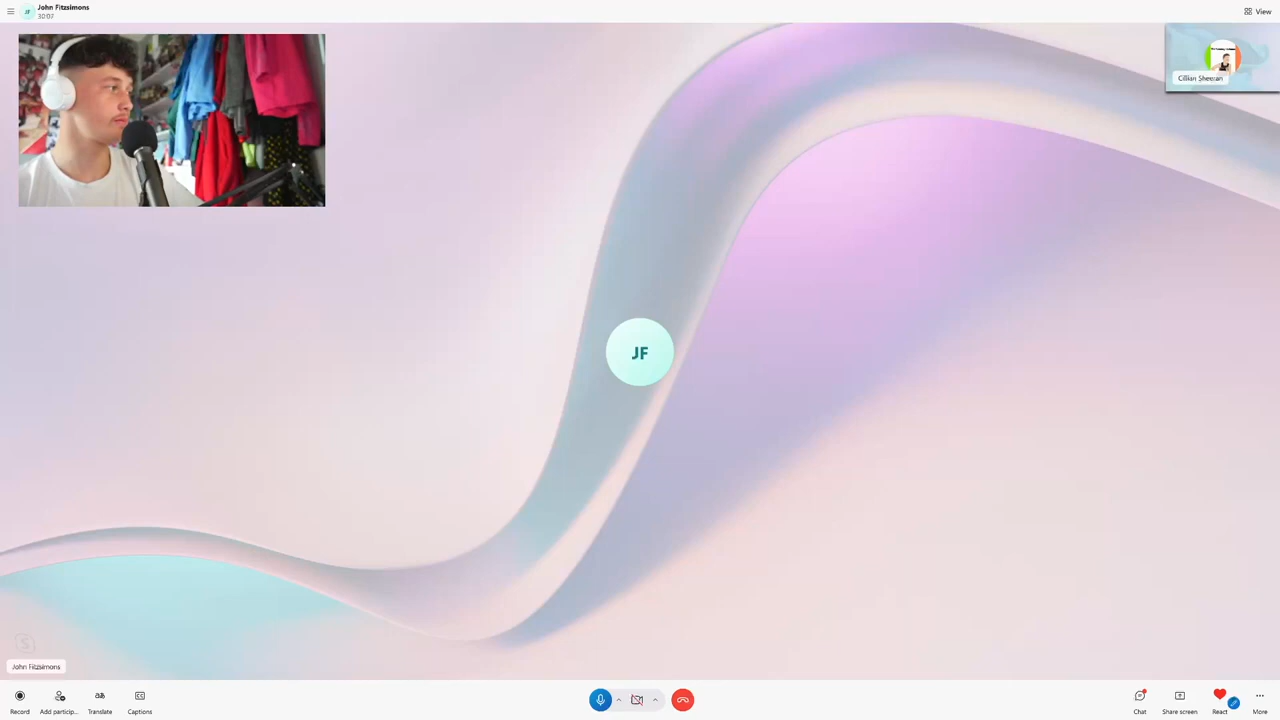 JF
John Fitzsimons
30:07
View
Cillian Sheeran
JF
John Fitzsimons
Record
Add particip...
Translate
Captions
Chat
Share screen
React
More